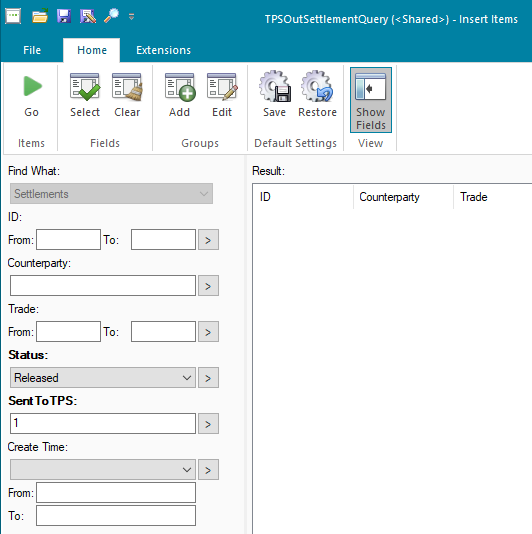 TPSOutSettlementQuery (<Shared>) - Insert Items
File Home Extensions
Go Select Clear Add Edit Save Restore Show Fields
Items Fields Groups Default Settings View
Find What:
Settlements
ID:
From: To: >
Counterparty:
>
Trade:
From: To: >
Status:
Released >
SentToTPS:
1 >
Create Time:
>
From:
To:
Result:
ID Counterparty Trade